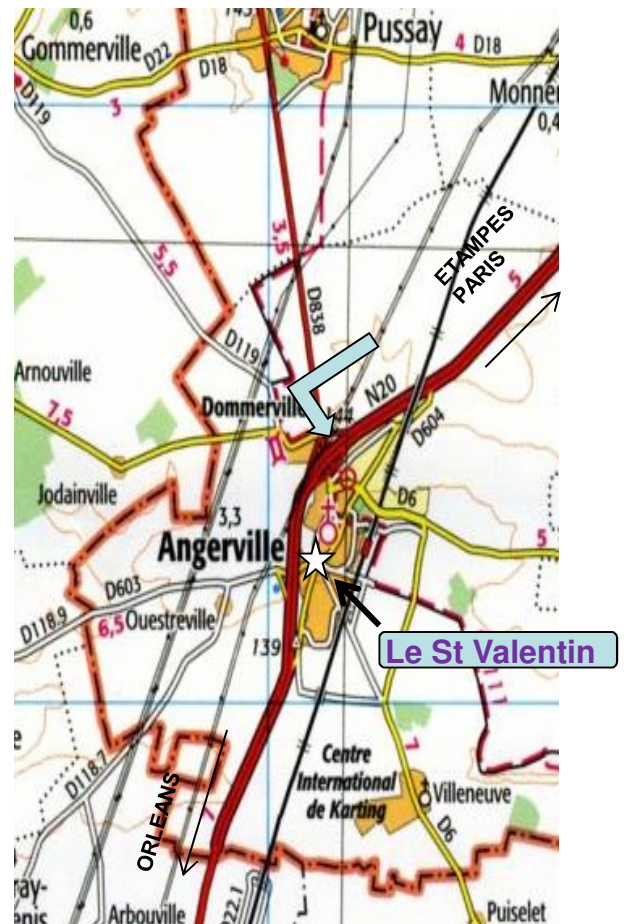 0,6
Gommerville
D22
D18
Pussay
4
D18
D119
3
Monne
0,4
3,5
5,5
D838
ETAMPES
PARIS
5
D119
Arnouville
7,5
Dommerville
N20
D604
Jodainville
3,3
D6
5
Angerville
D603
D118.9
6,5
Ouestreville
139
Le St Valentin
D118.7
7
Centre
International
de Karting
Villeneuve
D6
ORLEANS
Arbouville
Puiselet